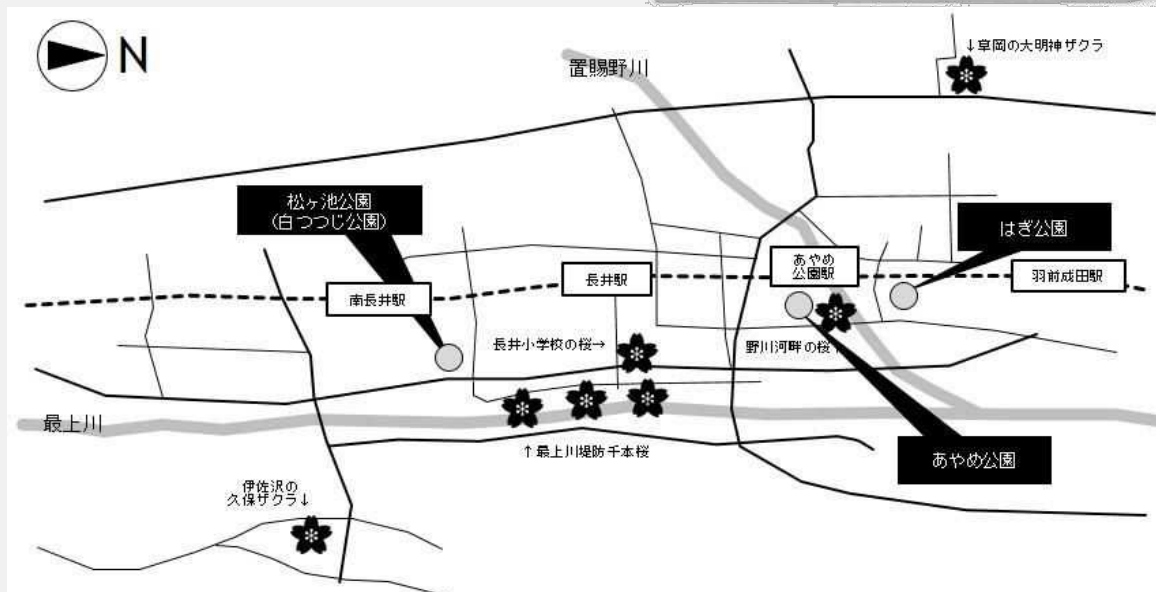 N
↓草岡の大明神ザクラ
置賜野川
松ヶ池公園
(白つつじ公園)
はぎ公園
あやめ
公園駅
長井駅
羽前成田駅
南長井駅
長井小学校の桜→
野川河畔の桜↑
最上川
↑最上川堤防千本桜
あやめ公園
伊佐沢の
久保ザクラ↓